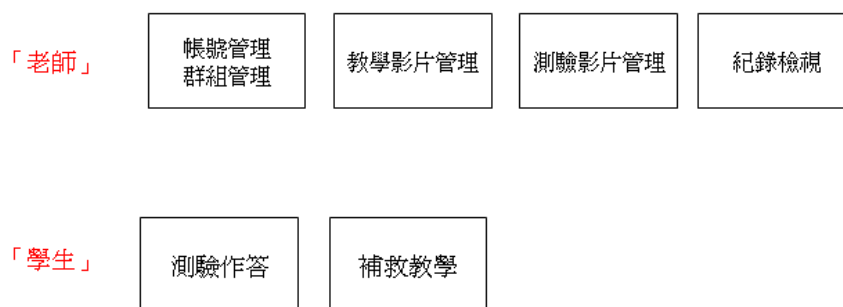 「老師」
帳號管理
群組管理
教學影片管理
測驗影片管理
紀錄檢視
「學生」
測驗作答
補救教學